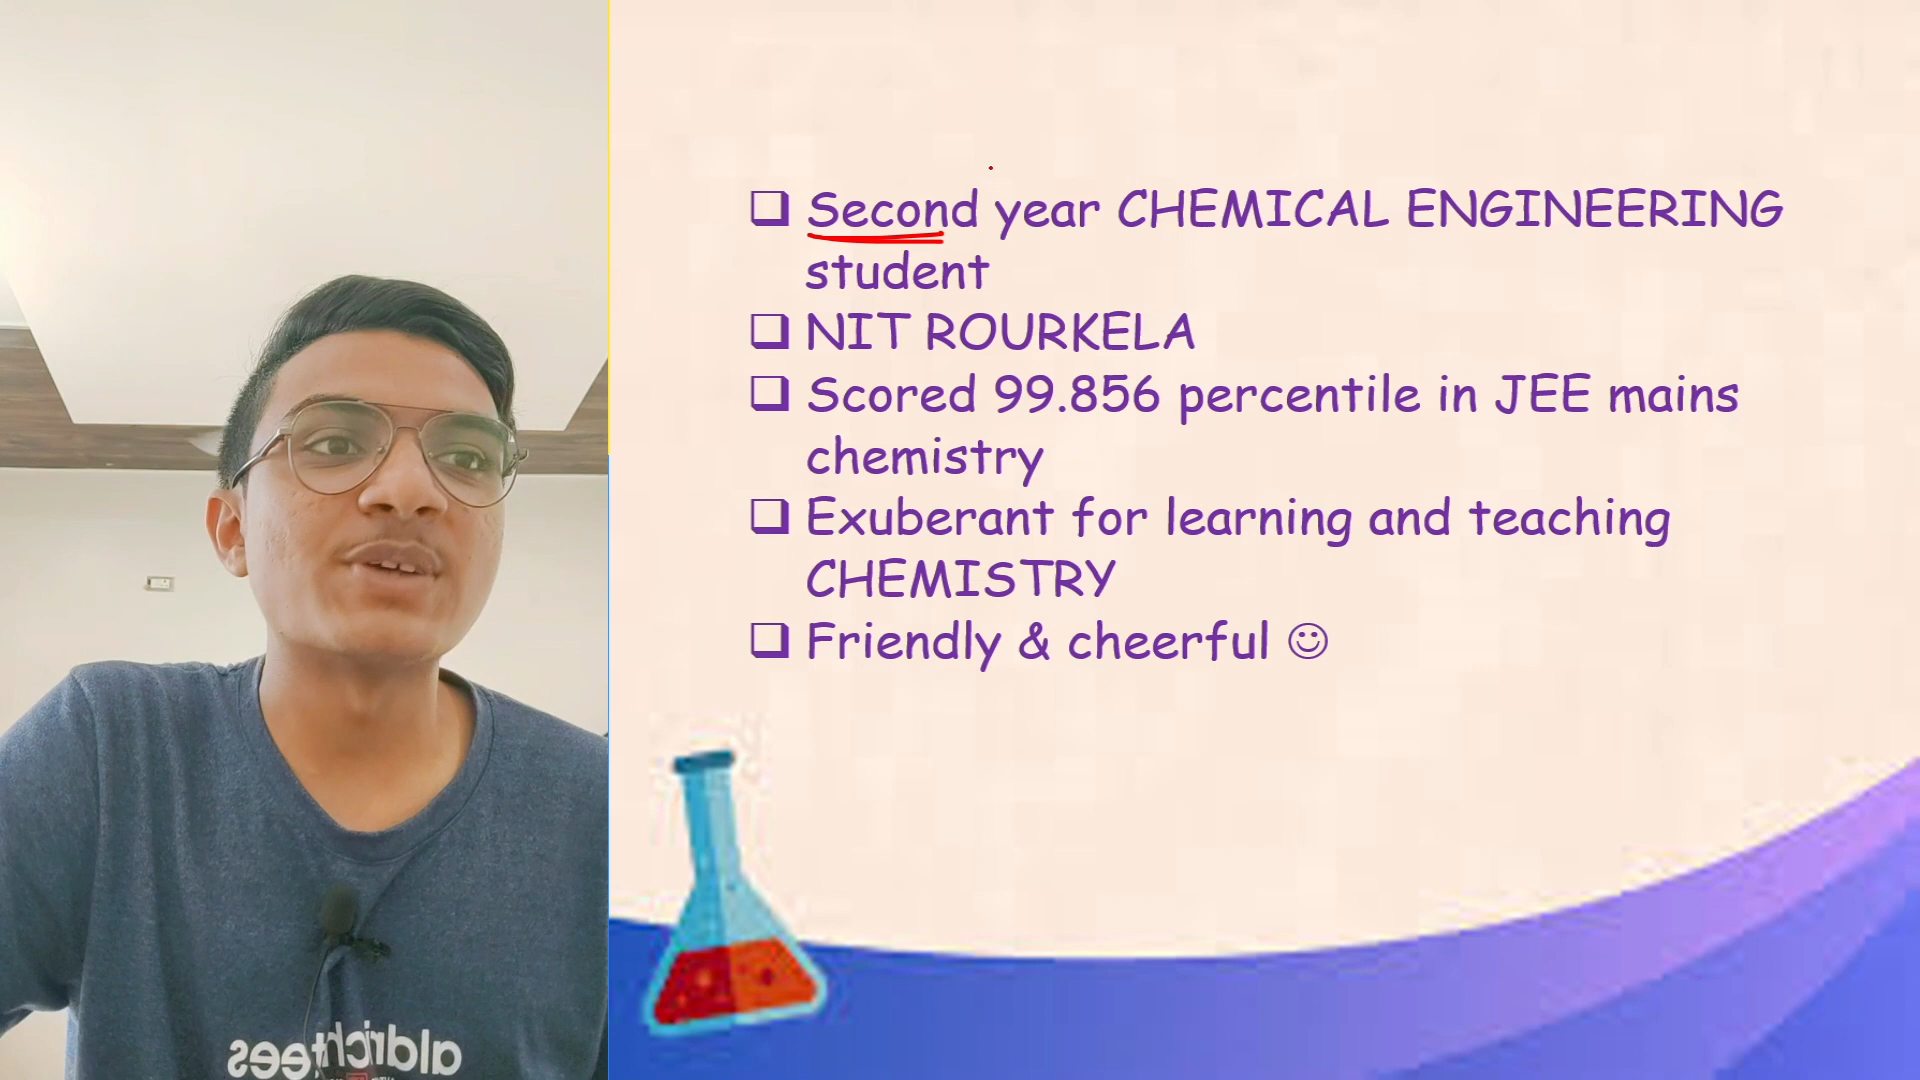 Second year CHEMICAL ENGINEERING
student
NIT ROURKELA
Scored 99.856 percentile in JEE mains
chemistry
Exuberant for learning and teaching
CHEMISTRY
Friendly & cheerful ☺